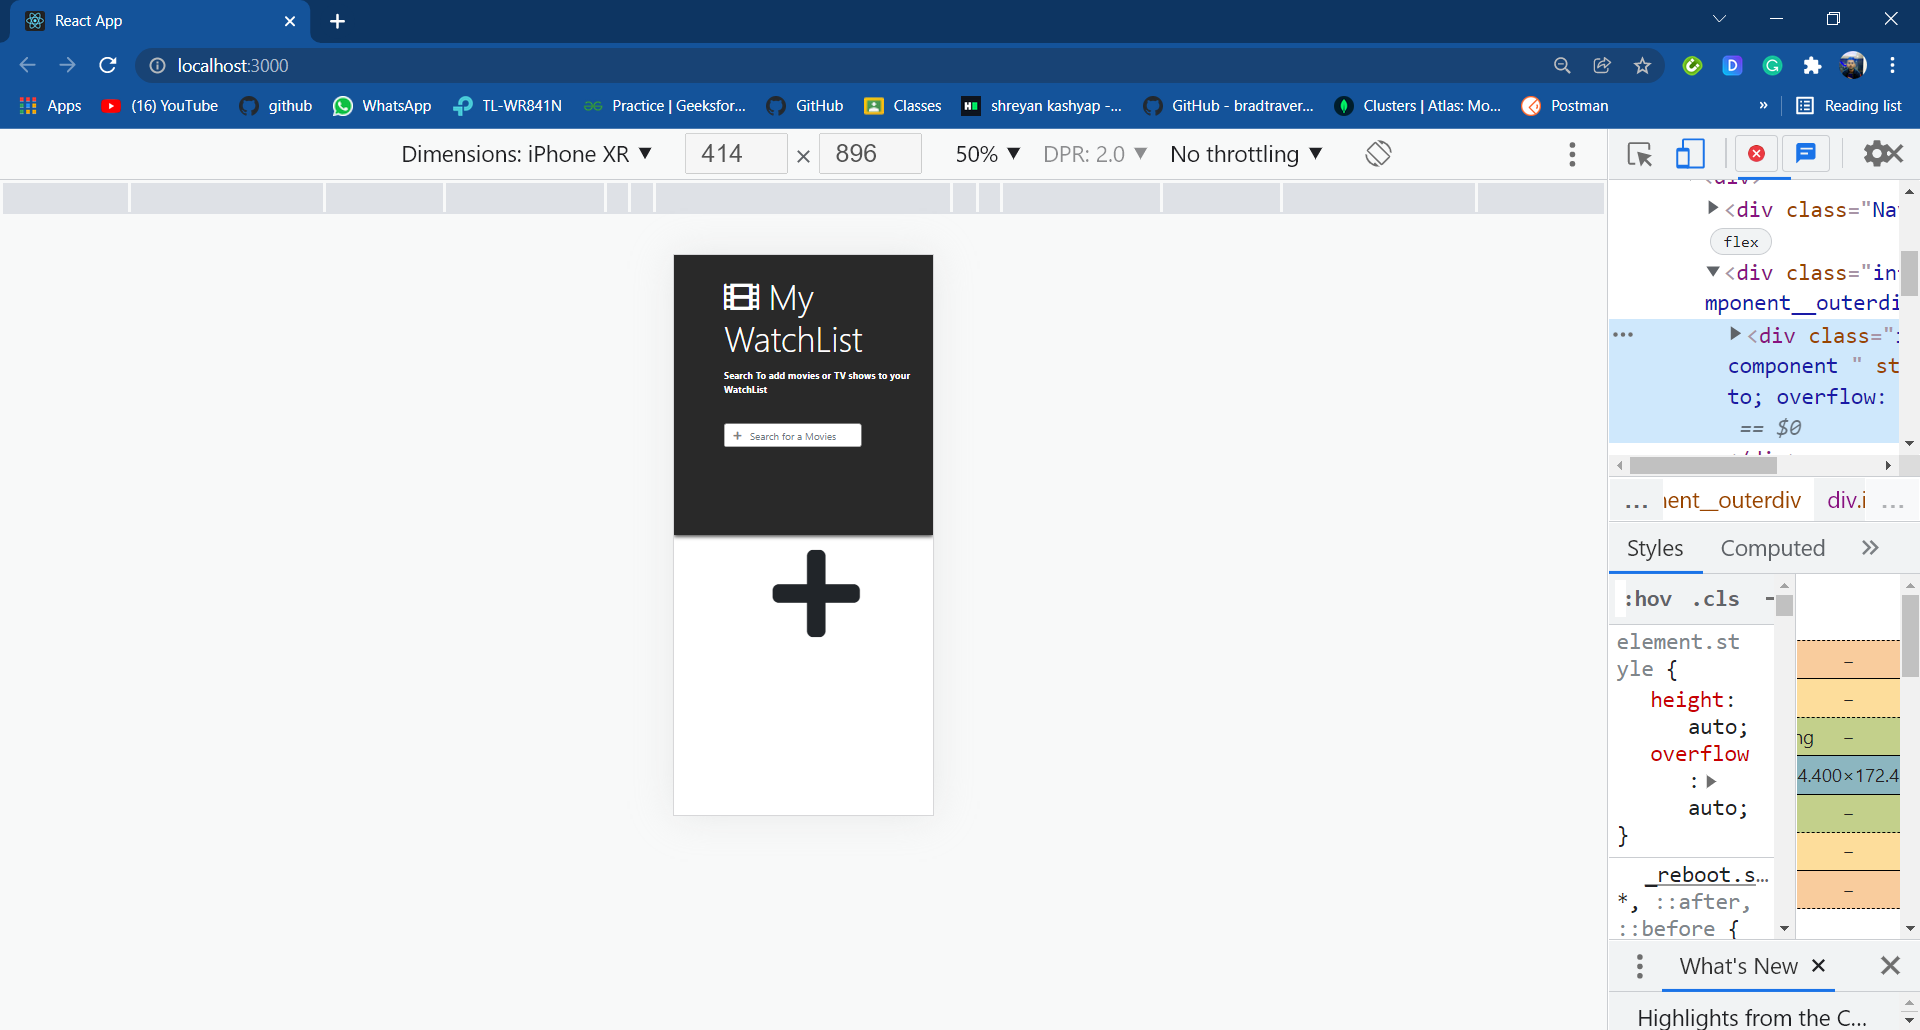 React App
localhost:3000
Apps (16) YouTube github WhatsApp TL-WR841N Practice | Geeksfor... GitHub Classes shreyan kashyap -... GitHub - bradtraver... Clusters | Atlas: Mo... Postman » Reading list
Dimensions: iPhone XR ▼ 414 × 896 50% ▼ DPR: 2.0 ▼ No throttling ▼
My
WatchList
Search To add movies or TV shows to your
WatchList
+ Search for a Movies
<div>
▶<div class="Na
flex
▼<div class="in
mponent__outerdi
… ▶<div class="i
component " st
to; overflow:
== $0
</div>
… nent__outerdiv div.i …
Styles Computed »
:hov .cls
element.st
yle {
height:
auto;
overflow
:▶
auto;
}
_reboot.s…
*, ::after,
::before {
–
–
ng –
4.400×172.4
–
–
–
What's New ×
Highlights from the C...